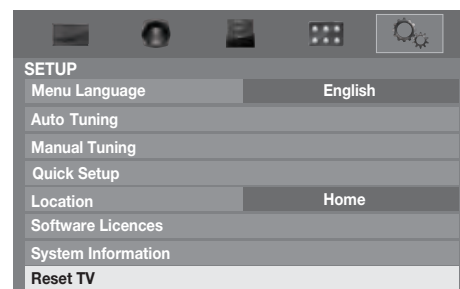 SETUP
Menu Language English
Auto Tuning
Manual Tuning
Quick Setup
Location Home
Software Licences
System Information
Reset TV